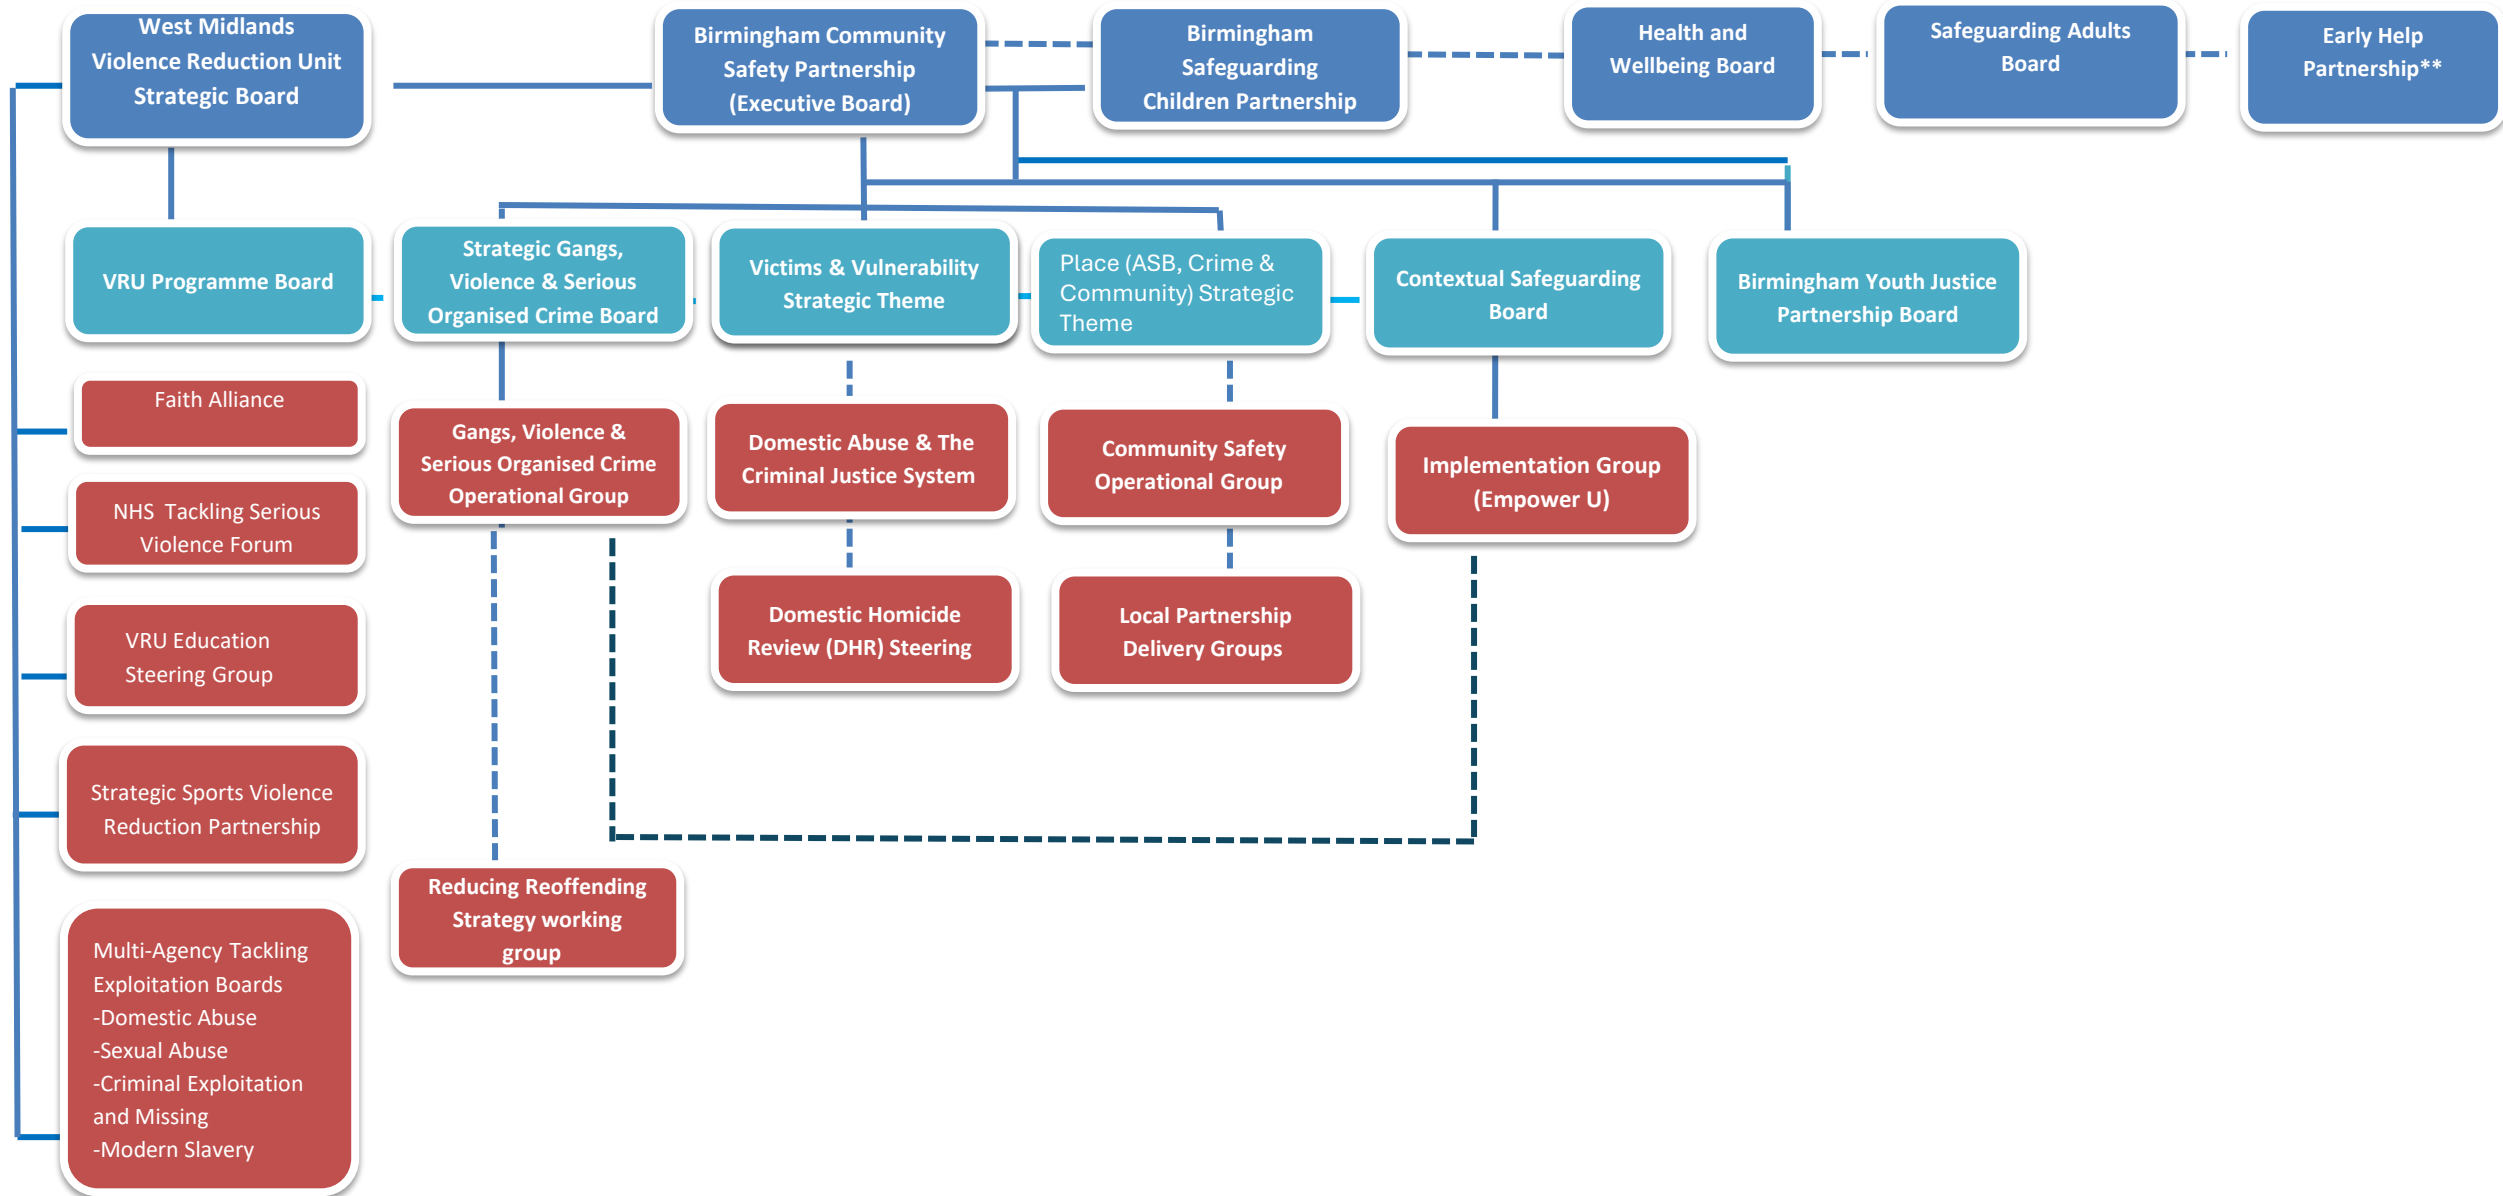 West Midlands
Violence Reduction Unit
Strategic Board
Birmingham Community
Safety Partnership
(Executive Board)
Birmingham
Safeguarding
Children Partnership
Health and
Wellbeing Board
Safeguarding Adults
Board
Early Help
Partnership**
VRU Programme Board
Strategic Gangs,
Violence & Serious
Organised Crime Board
Victims & Vulnerability
Strategic Theme
Place (ASB, Crime &
Community) Strategic
Theme
Contextual Safeguarding
Board
Birmingham Youth Justice
Partnership Board
Faith Alliance
Gangs, Violence &
Serious Organised Crime
Operational Group
Domestic Abuse & The
Criminal Justice System
Community Safety
Operational Group
Implementation Group
(Empower U)
NHS Tackling Serious
Violence Forum
Domestic Homicide
Review (DHR) Steering
Local Partnership
Delivery Groups
VRU Education
Steering Group
Strategic Sports Violence
Reduction Partnership
Reducing Reoffending
Strategy working
group
Multi-Agency Tackling
Exploitation Boards
-Domestic Abuse
-Sexual Abuse
-Criminal Exploitation
and Missing
-Modern Slavery